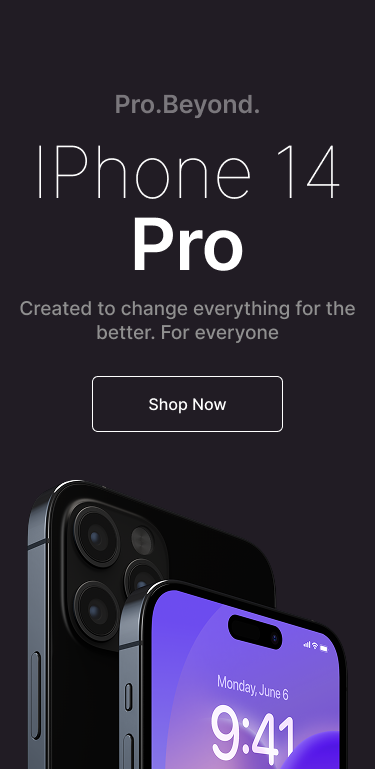 Pro.Beyond.
IPhone 14
Pro
Created to change everything for the
better. For everyone
Shop Now
Monday, June 6
9:41